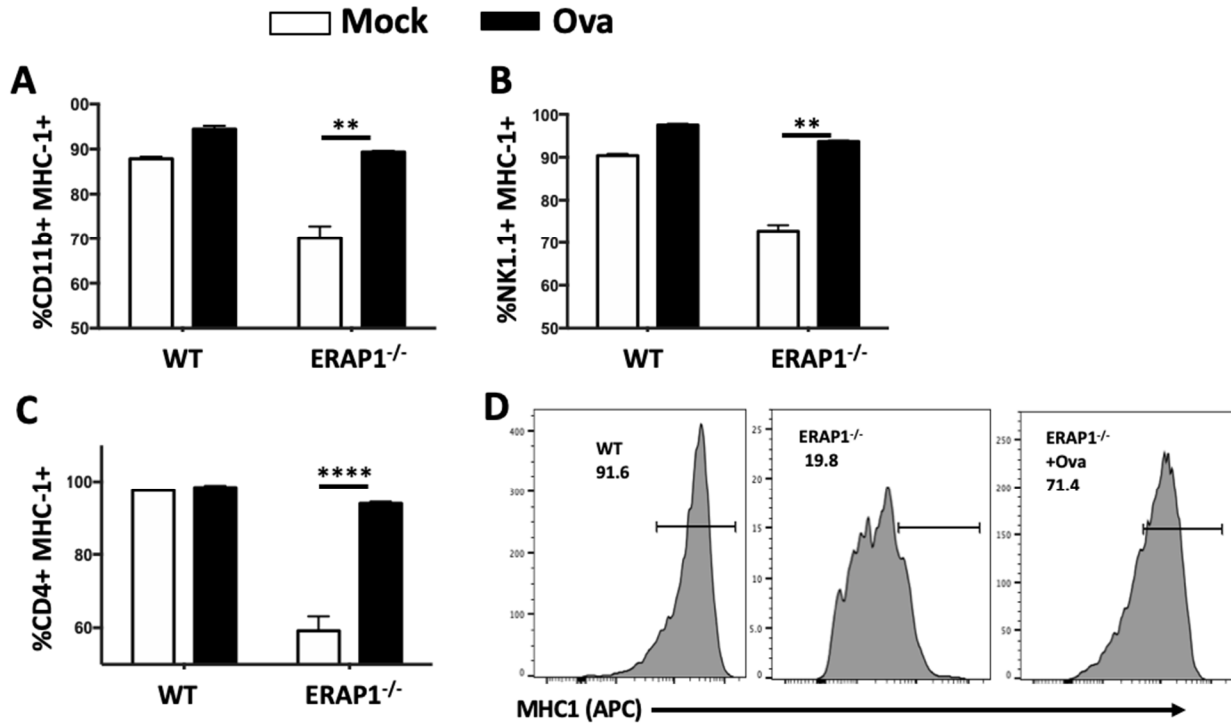 Mock Ova
A
%CD11b+ MHC-1+
00
90
80
70
60
50
**
WT ERAP1-/-
B
%NK1.1+ MHC-1+
100
90
80
70
60
50
**
WT ERAP1-/-
C
%CD4+ MHC-1+
100
80
60
****
WT ERAP1-/-
D
400
300
200
100
0
WT
91.6
25
20
15
10
5
0
ERAP1-/-
19.8
250
200
150
100
50
0
ERAP1-/-
+Ova
71.4
MHC1 (APC)